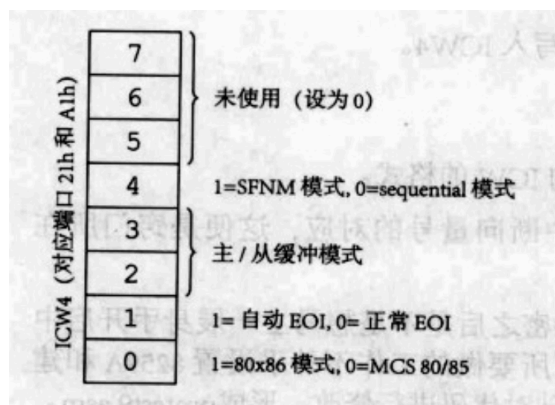 ICW4 (对应端口 21h 和 A1h)
7
6
未使用 (设为 0)
5
4
1=SFNM 模式, 0=sequential 模式
3
主 / 从缓冲模式
2
1
1= 自动 EOI, 0= 正常 EOI
0
1=80x86 模式, 0=MCS 80/85